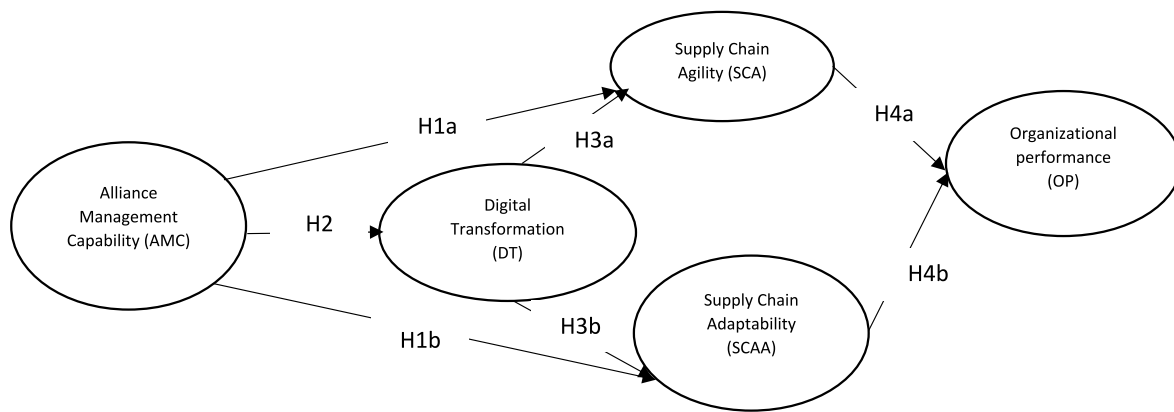 Supply Chain
Agility (SCA)
H1a
H3a
H4a
Organizational
performance
(OP)
Alliance
Management
Capability (AMC)
H2
Digital
Transformation
(DT)
H4b
Supply Chain
Adaptability
(SCAA)
H3b
H1b